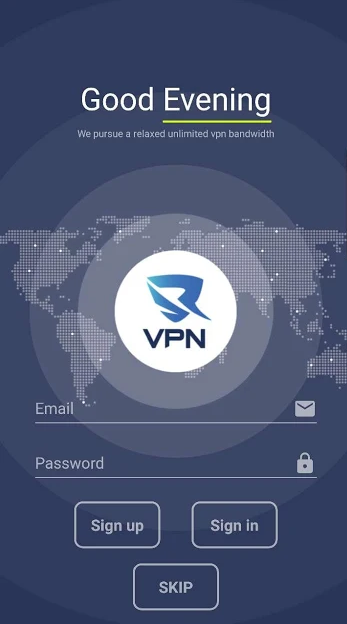 Good Evening
We pursue a relaxed unlimited vpn bandwidth
VPN
Email
Password
Sign up
Sign in
SKIP